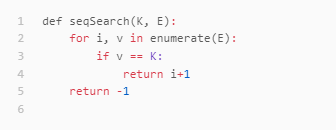 1 def seqSearch(K, E):
2     for i, v in enumerate(E):
3         if v == K:
4             return i+1
5     return -1
6